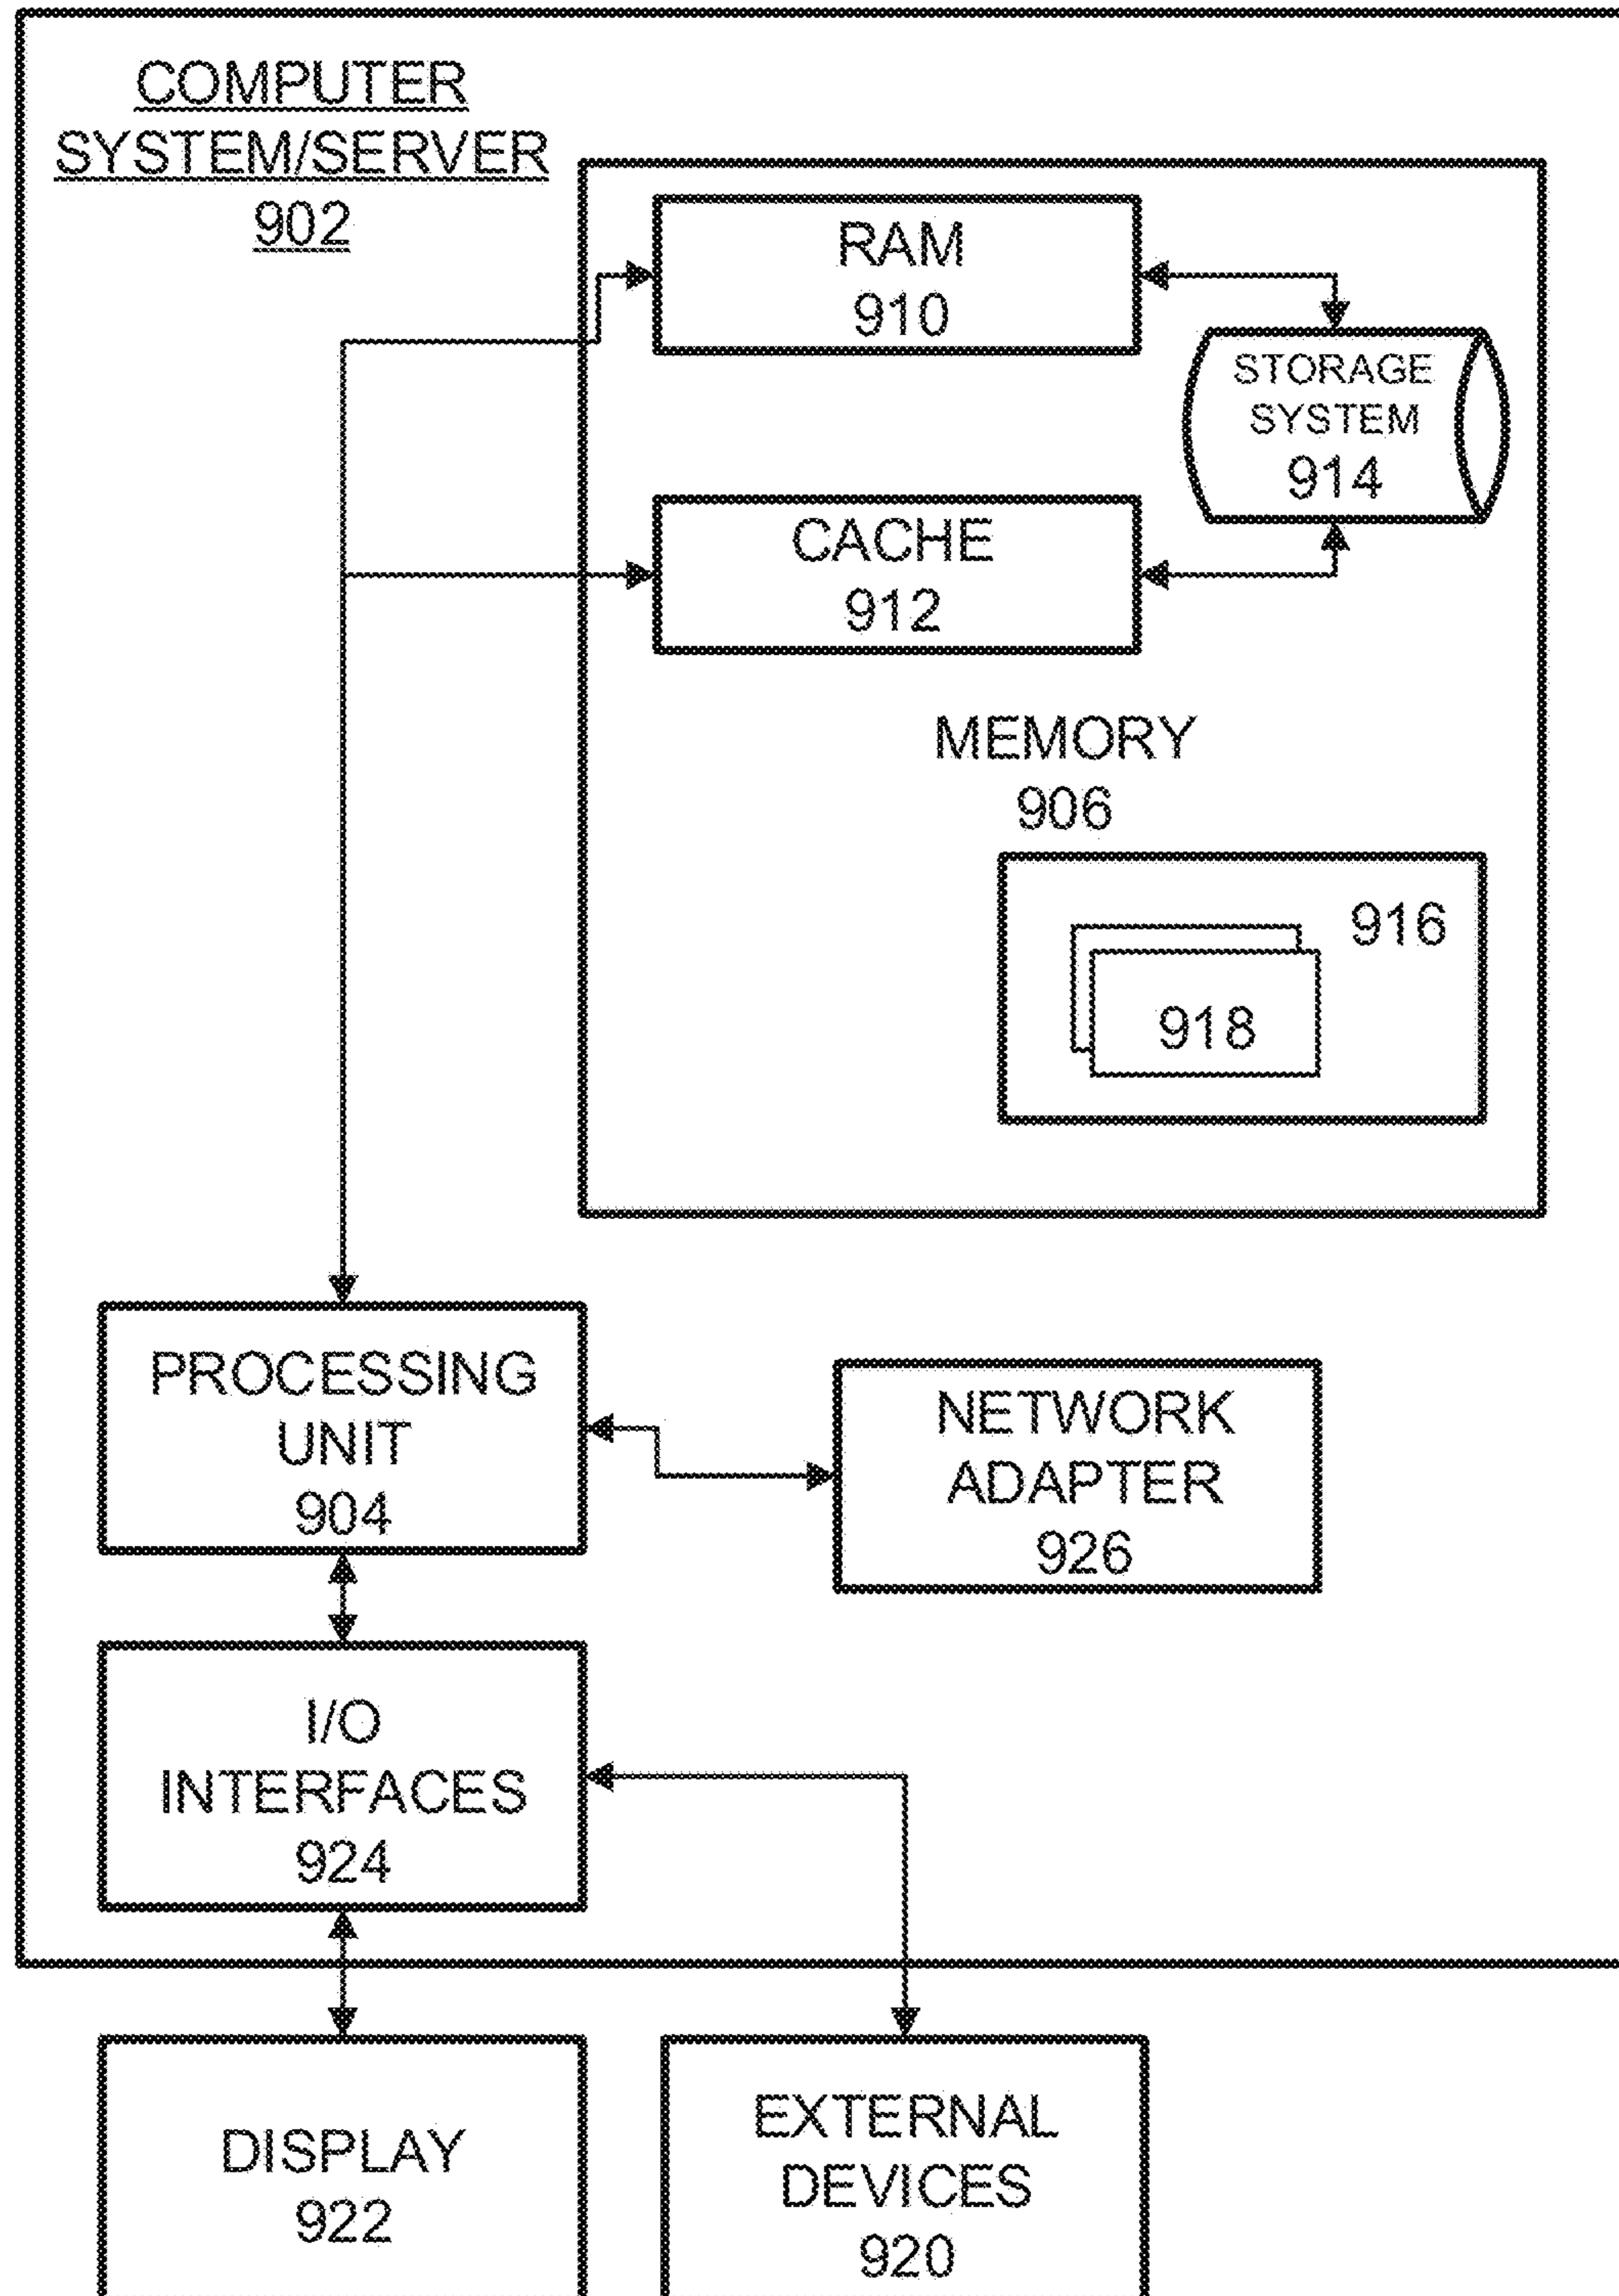 COMPUTER
SYSTEM/SERVER
902
RAM
910
STORAGE
SYSTEM
914
CACHE
912
MEMORY
906
916
918
PROCESSING
UNIT
904
NETWORK
ADAPTER
926
I/O
INTERFACES
924
DISPLAY
922
EXTERNAL
DEVICES
920